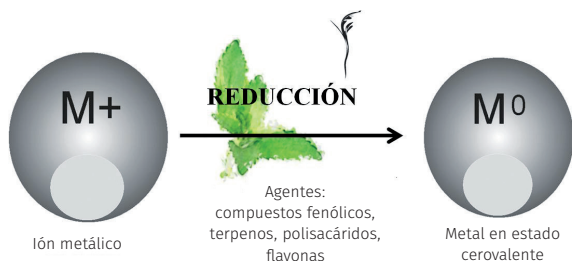 M+
REDUCCIÓN
M0
Agentes:
compuestos fenólicos,
terpenos, polisacáridos,
flavonas
Ión metálico
Metal en estado
cerovalente